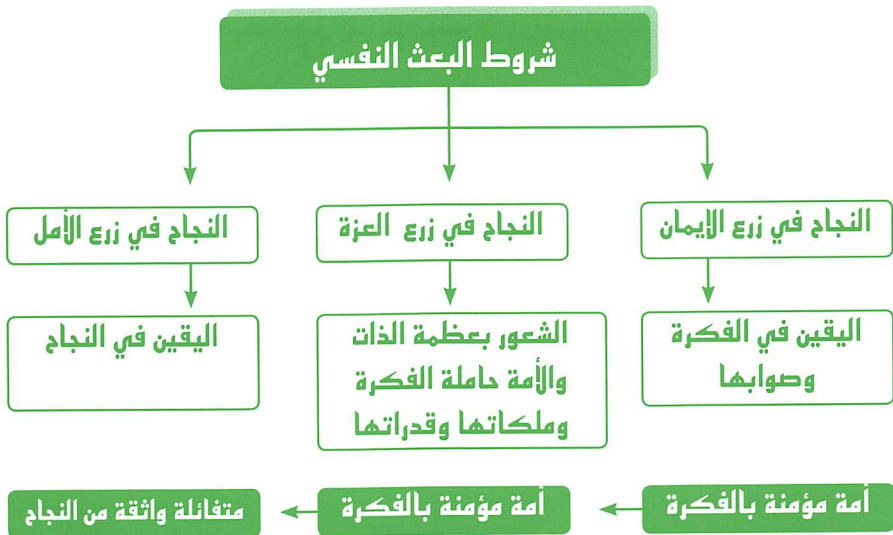 شروط البعث النفسي
النجاح في زرع الإيمان
النجاح في زرع العزة
النجاح في زرع الأمل
اليقين في الفكرة
وصوابها
الشعور بعظمة الذات
والأمة حاملة الفكرة
وملكاتها وقدراتها
اليقين في النجاح
أمة مؤمنة بالفكرة
أمة مؤمنة بالفكرة
متفائلة واثقة من النجاح